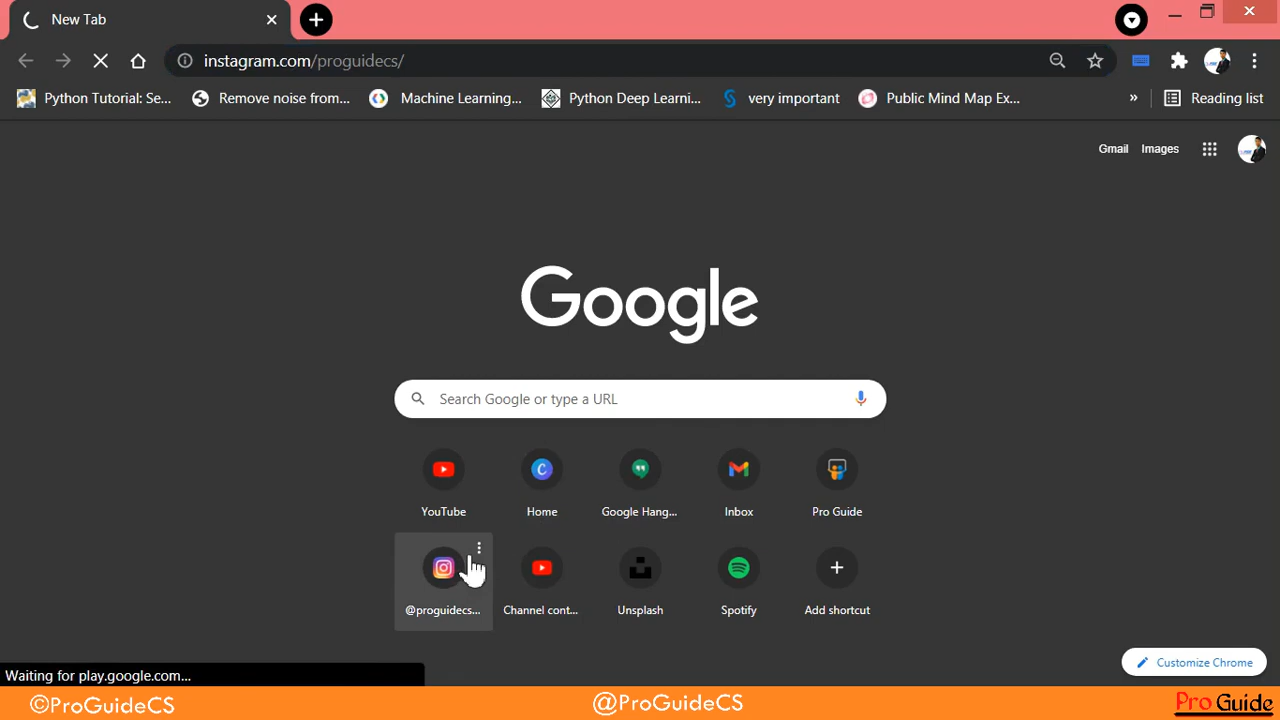 New Tab
instagram.com/proguidecs/
Python Tutorial: Se...
Remove noise from...
Machine Learning...
Python Deep Learni...
very important
Public Mind Map Ex...
»
Reading list
Gmail
Images
Google
Search Google or type a URL
YouTube
Home
Google Hang...
Inbox
Pro Guide
@proguidecs...
Channel cont...
Unsplash
Spotify
Add shortcut
Customize Chrome
Waiting for play.google.com...
©ProGuideCS
@ProGuideCS
Pro Guide